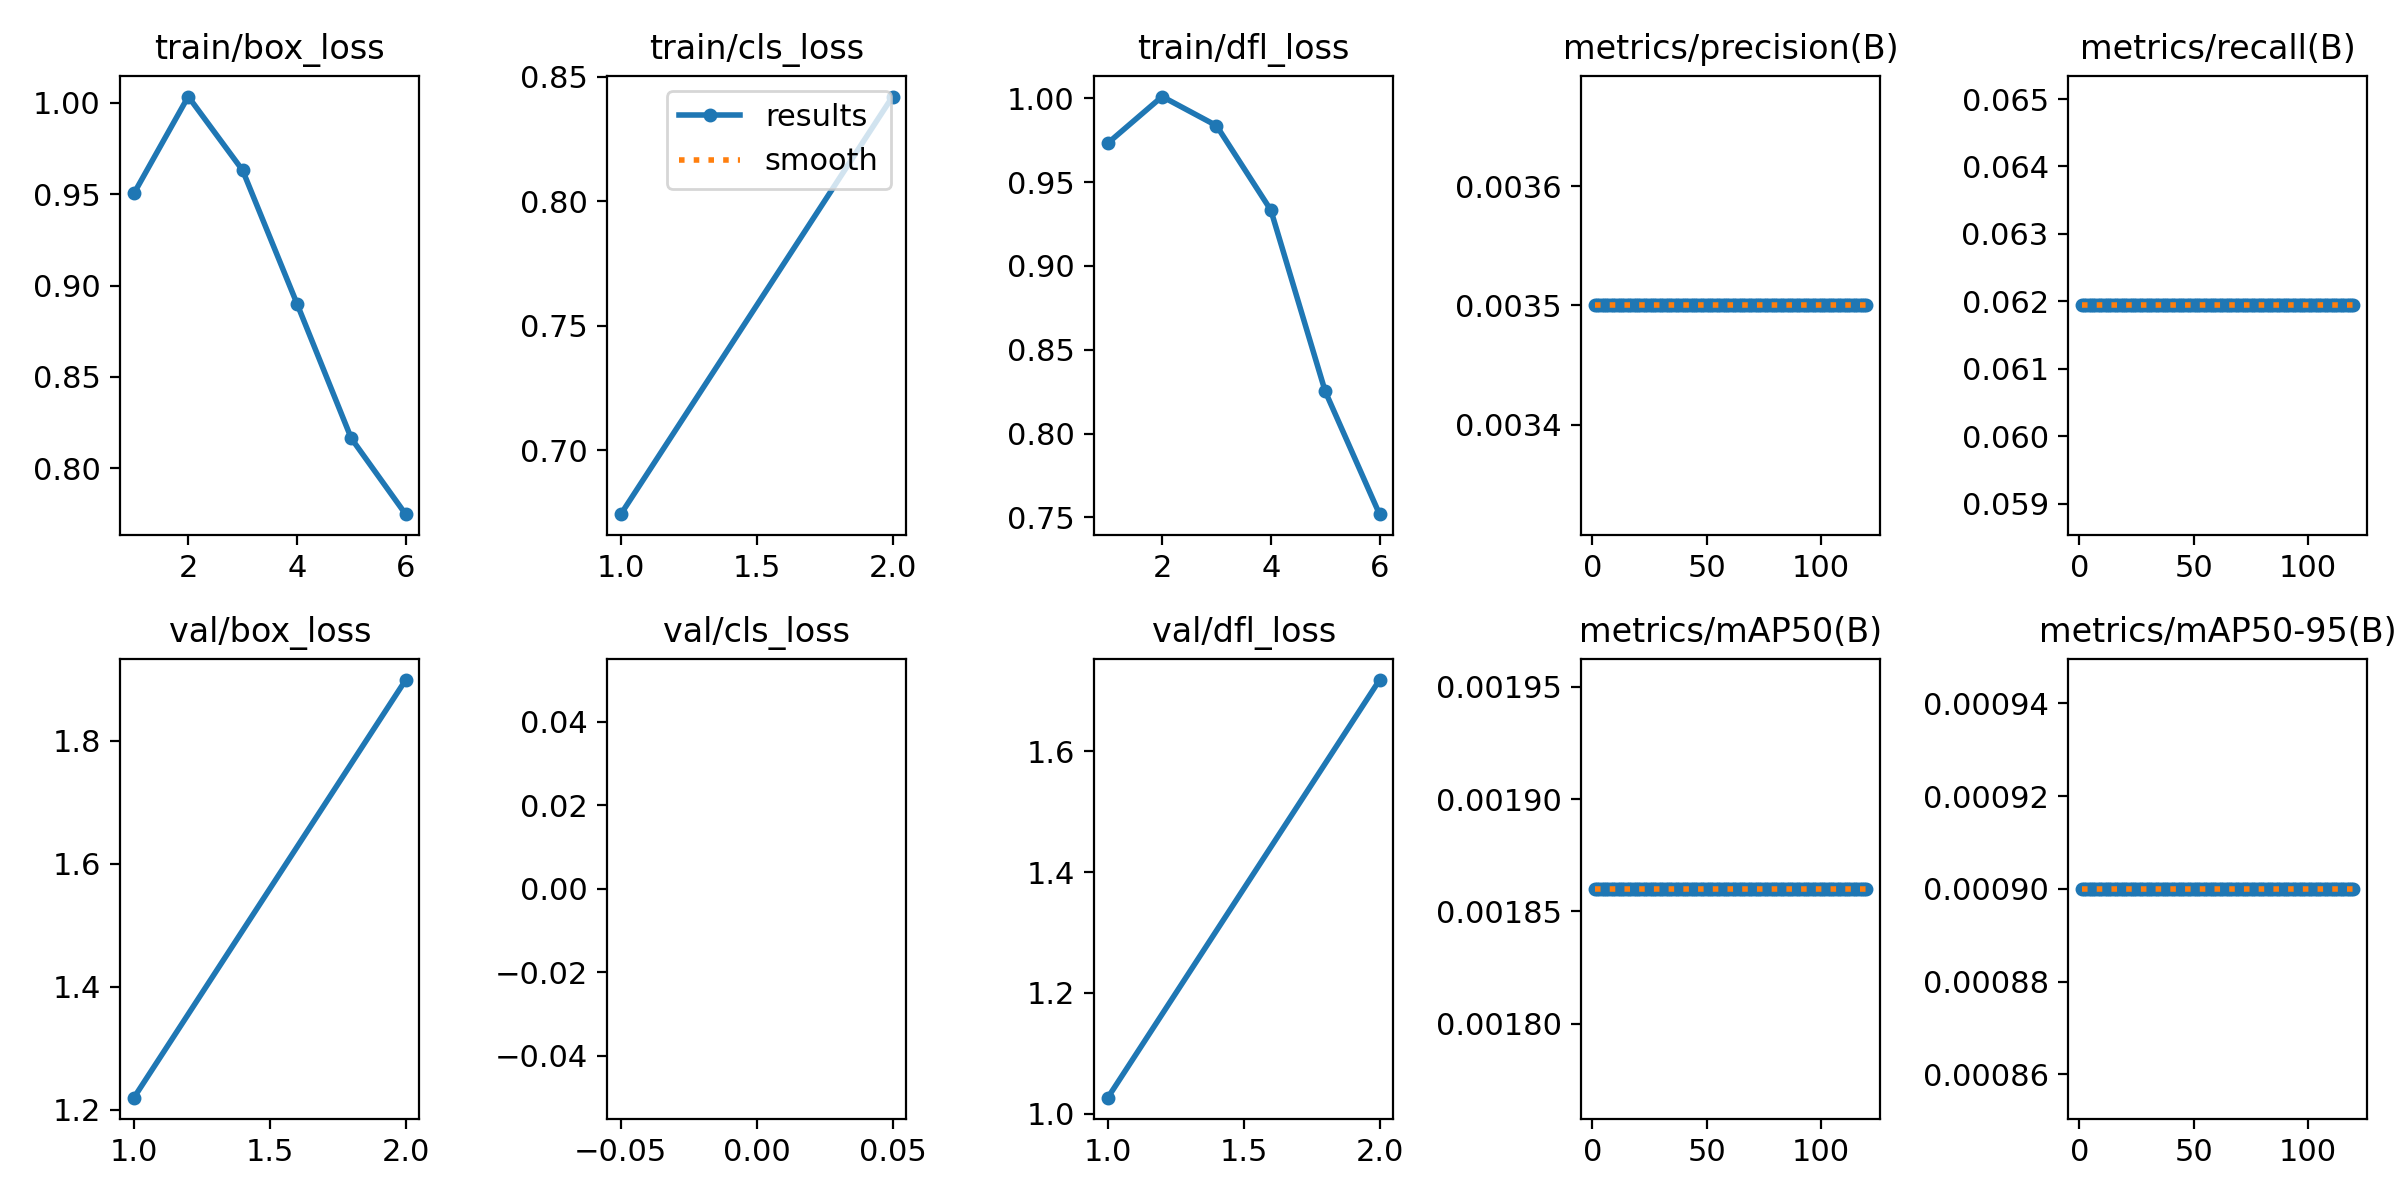 train/box_loss
1.00
0.95
0.90
0.85
0.80
2 4 6
train/cls_loss
0.85
0.80
0.75
0.70
results
smooth
1.0 1.5 2.0
train/dfl_loss
1.00
0.95
0.90
0.85
0.80
0.75
2 4 6
metrics/precision(B)
0.0036
0.0035
0.0034
0 50 100
metrics/recall(B)
0.065
0.064
0.063
0.062
0.061
0.060
0.059
0 50 100
val/box_loss
1.8
1.6
1.4
1.2
1.0 1.5 2.0
val/cls_loss
0.04
0.02
0.00
−0.02
−0.04
−0.05 0.00 0.05
val/dfl_loss
1.6
1.4
1.2
1.0
1.0 1.5 2.0
metrics/mAP50(B)
0.00195
0.00190
0.00185
0.00180
0 50 100
metrics/mAP50-95(B)
0.00094
0.00092
0.00090
0.00088
0.00086
0 50 100